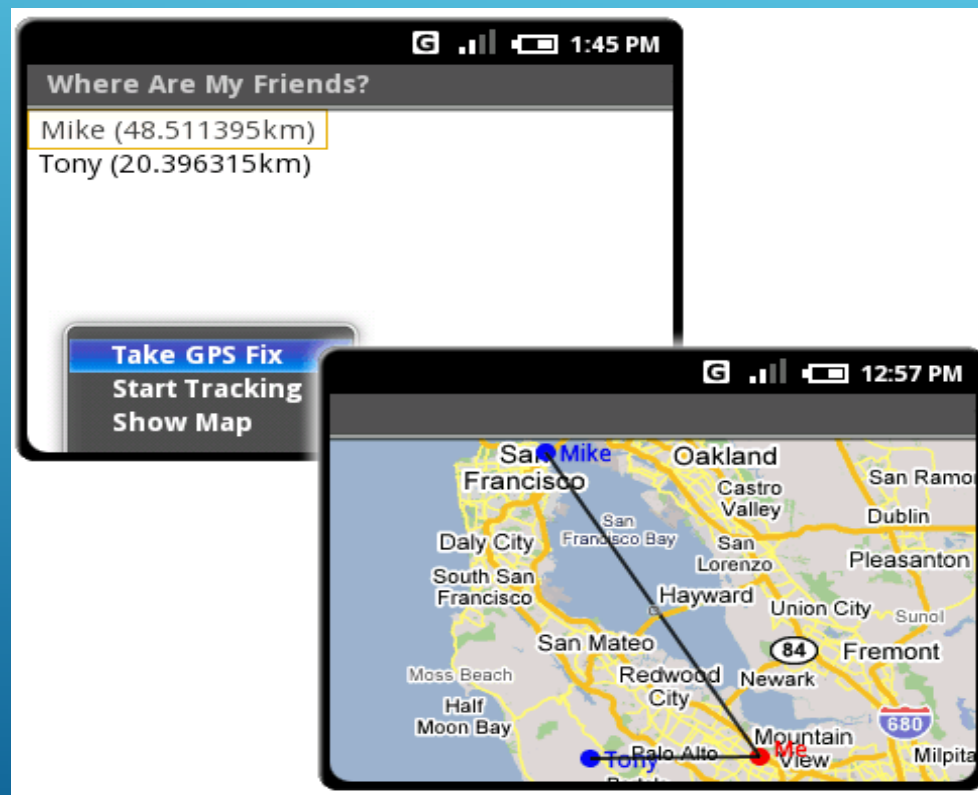 G 1:45 PM
Where Are My Friends?
Mike (48.511395km)
Tony (20.396315km)
Take GPS Fix
Start Tracking
Show Map
G 12:57 PM
San
Francisco
Mike
Oakland
Castro
Valley
San Ramo
Dublin
San
Francisco Bay
Daly City
San
Lorenzo
Pleasanton
South San
Francisco
Hayward
Union City
Sunol
San Mateo
84
Fremont
Moss Beach
Redwood
City
Newark
Half
Moon Bay
680
Mountain
View
Me
Palo Alto
Tony
Milpita